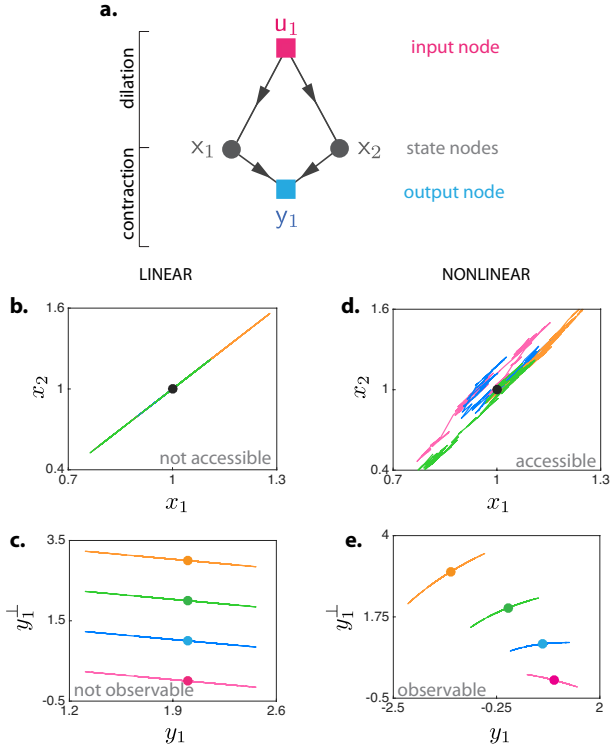 a.
u1
input node
dilation
x1
x2
state nodes
contraction
output node
y1
LINEAR
NONLINEAR
b.
1.6
x2
1
not accessible
0.4
0.7
1
1.3
x1
d.
1.6
x2
1
accessible
0.4
0.7
1
1.3
x1
c.
3.5
y1⊥
1.5
not observable
-0.5
1.2
1.9
2.6
y1
e.
4
y1⊥
1.75
observable
-0.5
-2.5
-0.25
2
y1